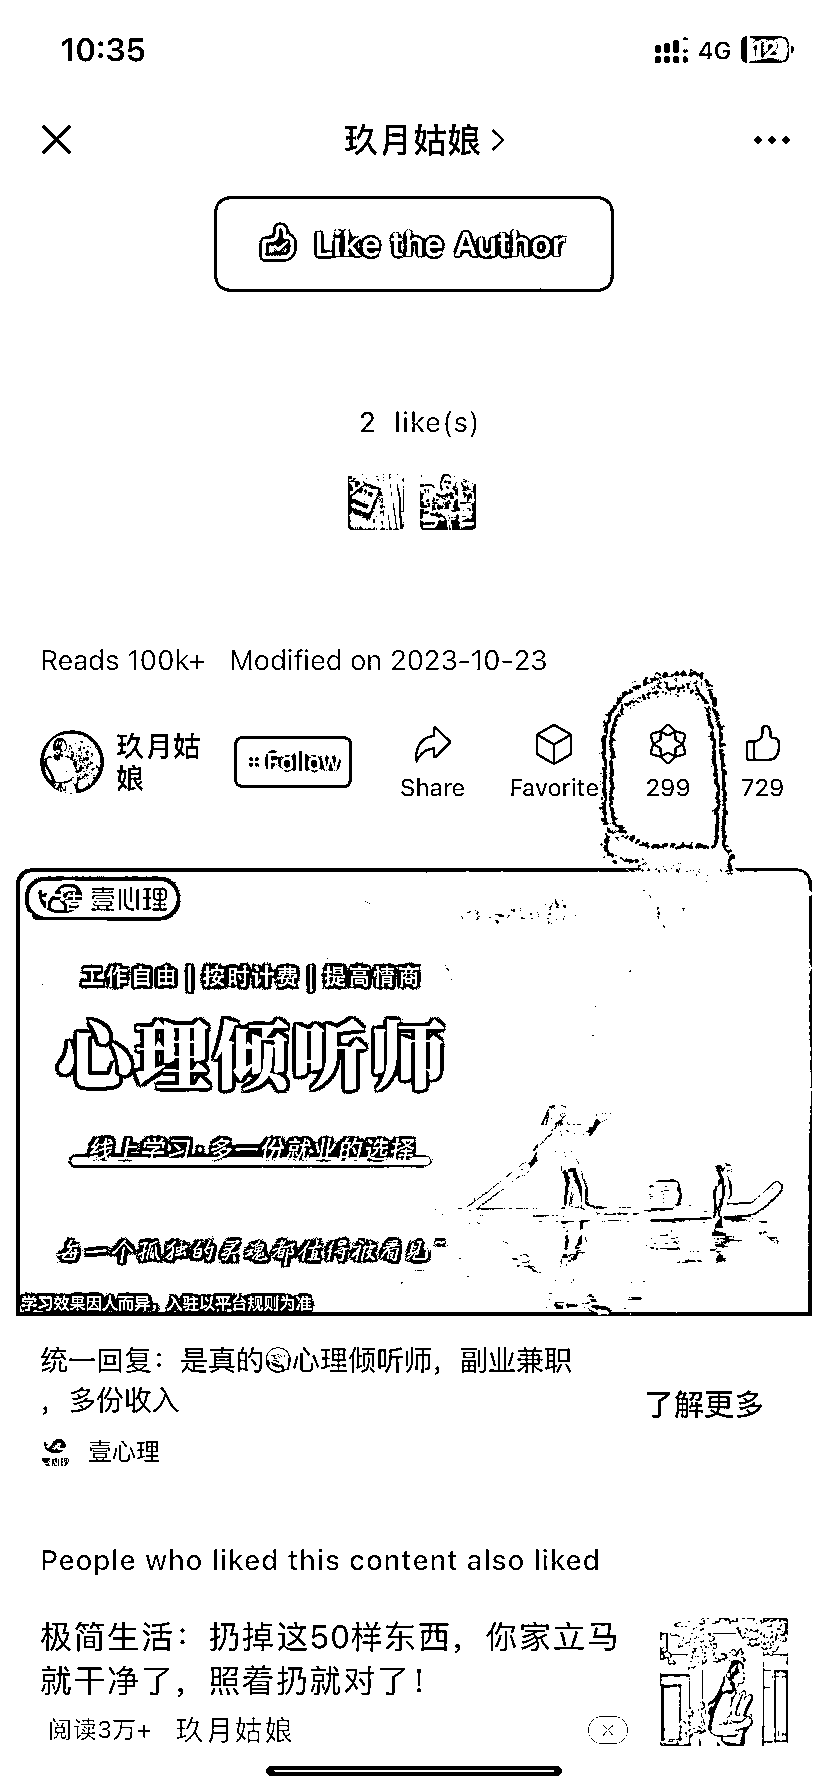 10:35
4G 12
玖月姑娘
Like the Author
2 like(s)
Reads 100k+ Modified on 2023-10-23
玖月姑娘
Follow
Share
Favorite
299
729
壹心理
工作自由 | 按时计费 | 提高情商
心理倾听师
线上学习·多一份就业的选择
每一个孤独的灵魂都值得被看见"
学习效果因人而异，入驻以平台规则为准
统一回复：是真的心理倾听师，副业兼职
，多份收入
了解更多
壹心理
People who liked this content also liked
极简生活：扔掉这50样东西，你家立马
就干净了，照着扔就对了！
阅读3万+ 玖月姑娘